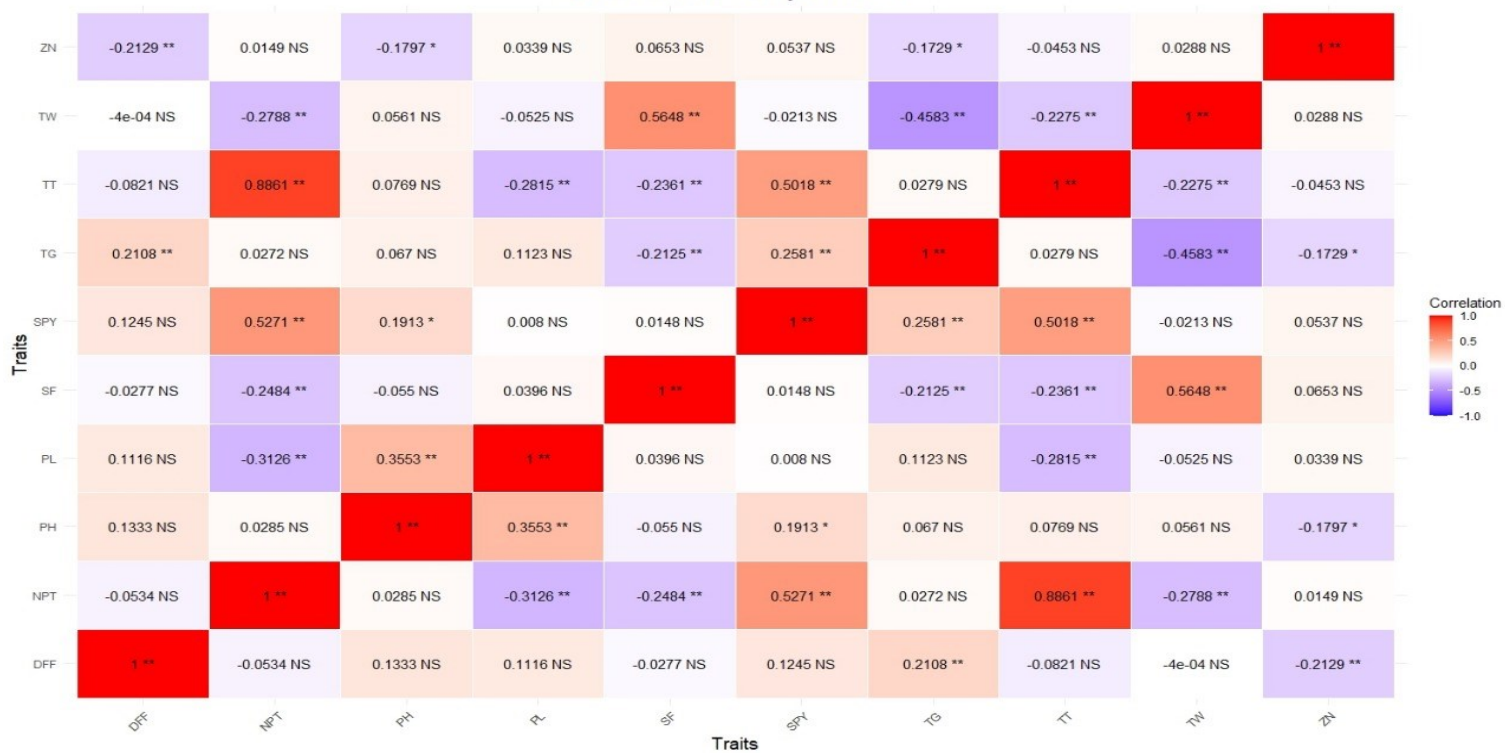 ZN -0.2129 ** 0.0149 NS -0.1797 * 0.0339 NS 0.0653 NS 0.0537 NS -0.1729 * -0.0453 NS 0.0288 NS 1 **
TW -4e-04 NS -0.2788 ** 0.0561 NS -0.0525 NS 0.5648 ** -0.0213 NS -0.4583 ** -0.2275 ** 1 ** 0.0288 NS
TT -0.0821 NS 0.8861 ** 0.0769 NS -0.2815 ** -0.2361 ** 0.5018 ** 0.0279 NS 1 ** -0.2275 ** -0.0453 NS
TG 0.2108 ** 0.0272 NS 0.067 NS 0.1123 NS -0.2125 ** 0.2581 ** 1 ** 0.0279 NS -0.4583 ** -0.1729 *
SPY 0.1245 NS 0.5271 ** 0.1913 * 0.008 NS 0.0148 NS 1 ** 0.2581 ** 0.5018 ** -0.0213 NS 0.0537 NS
SF -0.0277 NS -0.2484 ** -0.055 NS 0.0396 NS 1 ** 0.0148 NS -0.2125 ** -0.2361 ** 0.5648 ** 0.0653 NS
PL 0.1116 NS -0.3126 ** 0.3553 ** 1 ** 0.0396 NS 0.008 NS 0.1123 NS -0.2815 ** -0.0525 NS 0.0339 NS
PH 0.1333 NS 0.0285 NS 1 ** 0.3553 ** -0.055 NS 0.1913 * 0.067 NS 0.0769 NS 0.0561 NS -0.1797 *
NPT -0.0534 NS 1 ** 0.0285 NS -0.3126 ** -0.2484 ** 0.5271 ** 0.0272 NS 0.8861 ** -0.2788 ** 0.0149 NS
DFF 1 ** -0.0534 NS 0.1333 NS 0.1116 NS -0.0277 NS 0.1245 NS 0.2108 ** -0.0821 NS -4e-04 NS -0.2129 **
DFF NPT PH PL SF SPY TG TT TW ZN
Traits
Traits
Correlation
1.0
0.5
0.0
-0.5
-1.0